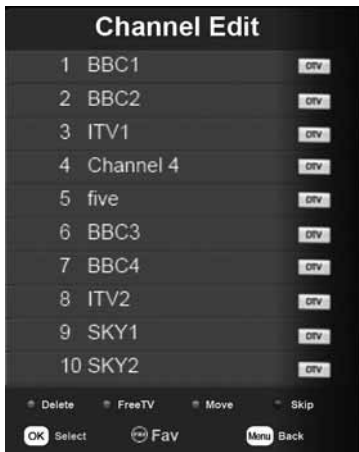 Channel Edit
1 BBC1 DTV
2 BBC2 DTV
3 ITV1 DTV
4 Channel 4 DTV
5 five DTV
6 BBC3 DTV
7 BBC4 DTV
8 ITV2 DTV
9 SKY1 DTV
10 SKY2 DTV
Delete FreeTV Move Skip
OK Select FAV Fav Menu Back